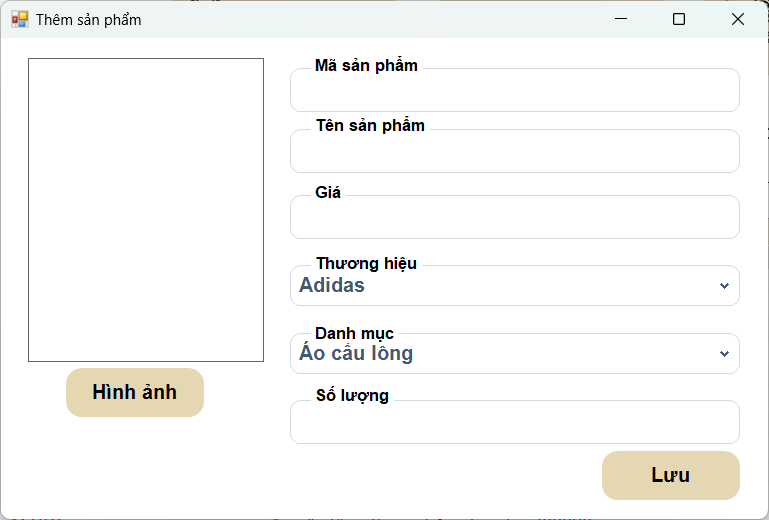 Thêm sản phẩm
Mã sản phẩm
Tên sản phẩm
Giá
Thương hiệu
Adidas
Danh mục
Áo cầu lông
Số lượng
Hình ảnh
Lưu